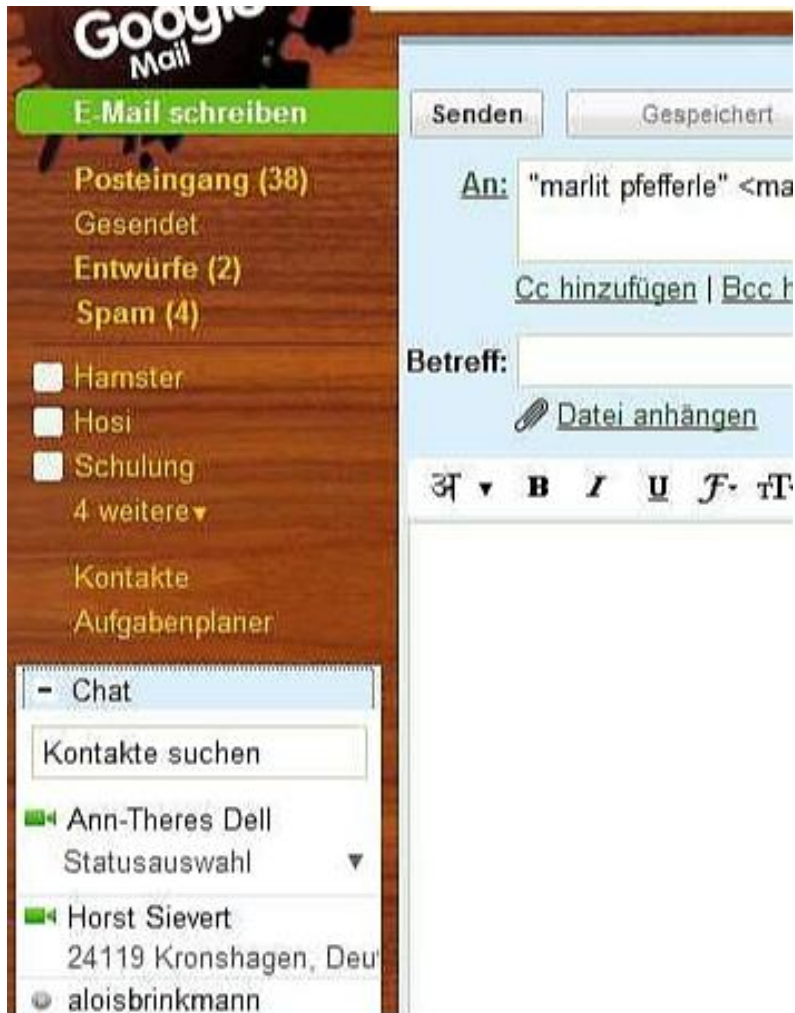 Google
Mail
E-Mail schreiben
Posteingang (38)
Gesendet
Entwürfe (2)
Spam (4)
Hamster
Hosi
Schulung
4 weitere
Kontakte
Aufgabenplaner
Chat
Kontakte suchen
Ann-Theres Dell
Statusauswahl
Horst Sievert
24119 Kronshagen, Deu
aloisbrinkmann
Senden
Gespeichert
An: "marlit pfefferle" <ma
Cc hinzufügen | Bcc h
Betreff:
Datei anhängen
अ B I U F T